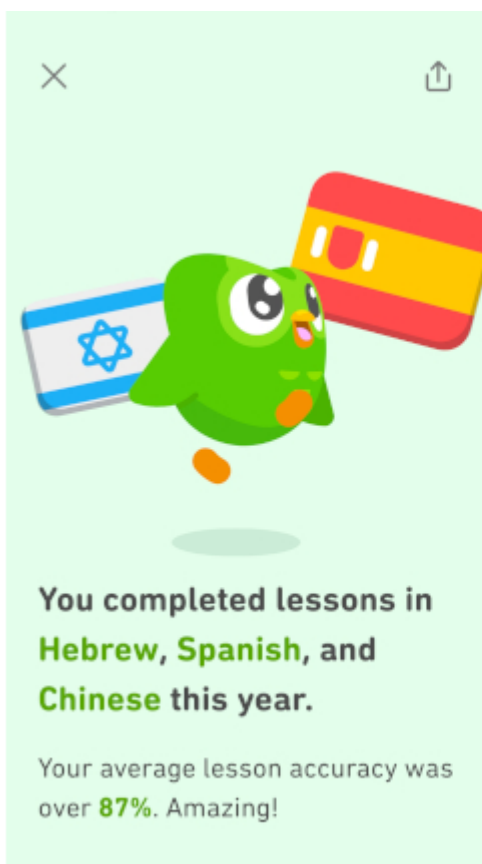 You completed lessons in
Hebrew, Spanish, and
Chinese this year.
Your average lesson accuracy was
over 87%. Amazing!